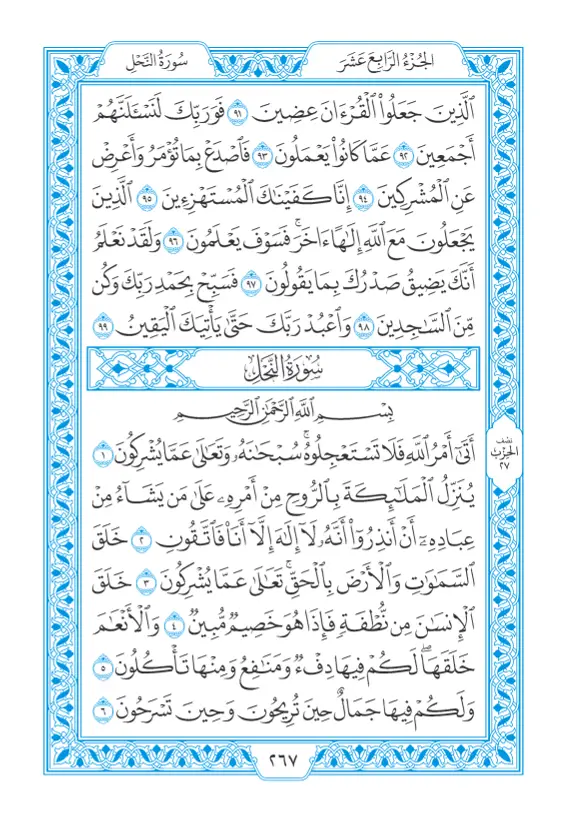 سُورَةُ النَّحْلِ
الجُزْءُ الرَّابِعَ عَشَرَ
ٱلَّذِينَ جَعَلُواْ ٱلْقُرْءَانَ عِضِينَ ٩١ فَوَرَبِّكَ لَنَسْـَٔلَنَّهُمْ
أَجْمَعِينَ ٩٢ عَمَّا كَانُواْ يَعْمَلُونَ ٩٣ فَٱصْدَعْ بِمَا تُؤْمَرُ وَأَعْرِضْ
عَنِ ٱلْمُشْرِكِينَ ٩٤ إِنَّا كَفَيْنَٰكَ ٱلْمُسْتَهْزِءِينَ ٩٥ ٱلَّذِينَ
يَجْعَلُونَ مَعَ ٱللَّهِ إِلَٰهًا ءَاخَرَۚ فَسَوْفَ يَعْلَمُونَ ٩٦ وَلَقَدْ نَعْلَمُ
أَنَّكَ يَضِيقُ صَدْرُكَ بِمَا يَقُولُونَ ٩٧ فَسَبِّحْ بِحَمْدِ رَبِّكَ وَكُن
مِّنَ ٱلسَّٰجِدِينَ ٩٨ وَٱعْبُدْ رَبَّكَ حَتَّىٰ يَأْتِيَكَ ٱلْيَقِينُ ٩٩
سُورَةُ النَّحْلِ
بِسْمِ ٱللَّهِ ٱلرَّحْمَٰنِ ٱلرَّحِيمِ
أَتَىٰٓ أَمْرُ ٱللَّهِ فَلَا تَسْتَعْجِلُوهُۚ سُبْحَٰنَهُۥ وَتَعَٰلَىٰ عَمَّا يُشْرِكُونَ ١
يُنَزِّلُ ٱلْمَلَٰٓئِكَةَ بِٱلرُّوحِ مِنْ أَمْرِهِۦ عَلَىٰ مَن يَشَآءُ مِنْ
عِبَادِهِۦٓ أَنْ أَنذِرُوٓاْ أَنَّهُۥ لَآ إِلَٰهَ إِلَّآ أَنَا۠ فَٱتَّقُونِ ٢ خَلَقَ
ٱلسَّمَٰوَٰتِ وَٱلْأَرْضَ بِٱلْحَقِّۚ تَعَٰلَىٰ عَمَّا يُشْرِكُونَ ٣ خَلَقَ
ٱلْإِنسَٰنَ مِن نُّطْفَةٍ فَإِذَا هُوَ خَصِيمٌ مُّبِينٌ ٤ وَٱلْأَنْعَٰمَ
خَلَقَهَاۖ لَكُمْ فِيهَا دِفْءٌ وَمَنَٰفِعُ وَمِنْهَا تَأْكُلُونَ ٥
وَلَكُمْ فِيهَا جَمَالٌ حِينَ تُرِيحُونَ وَحِينَ تَسْرَحُونَ ٦
نصف
الحزب
٢٧
٢٦٧